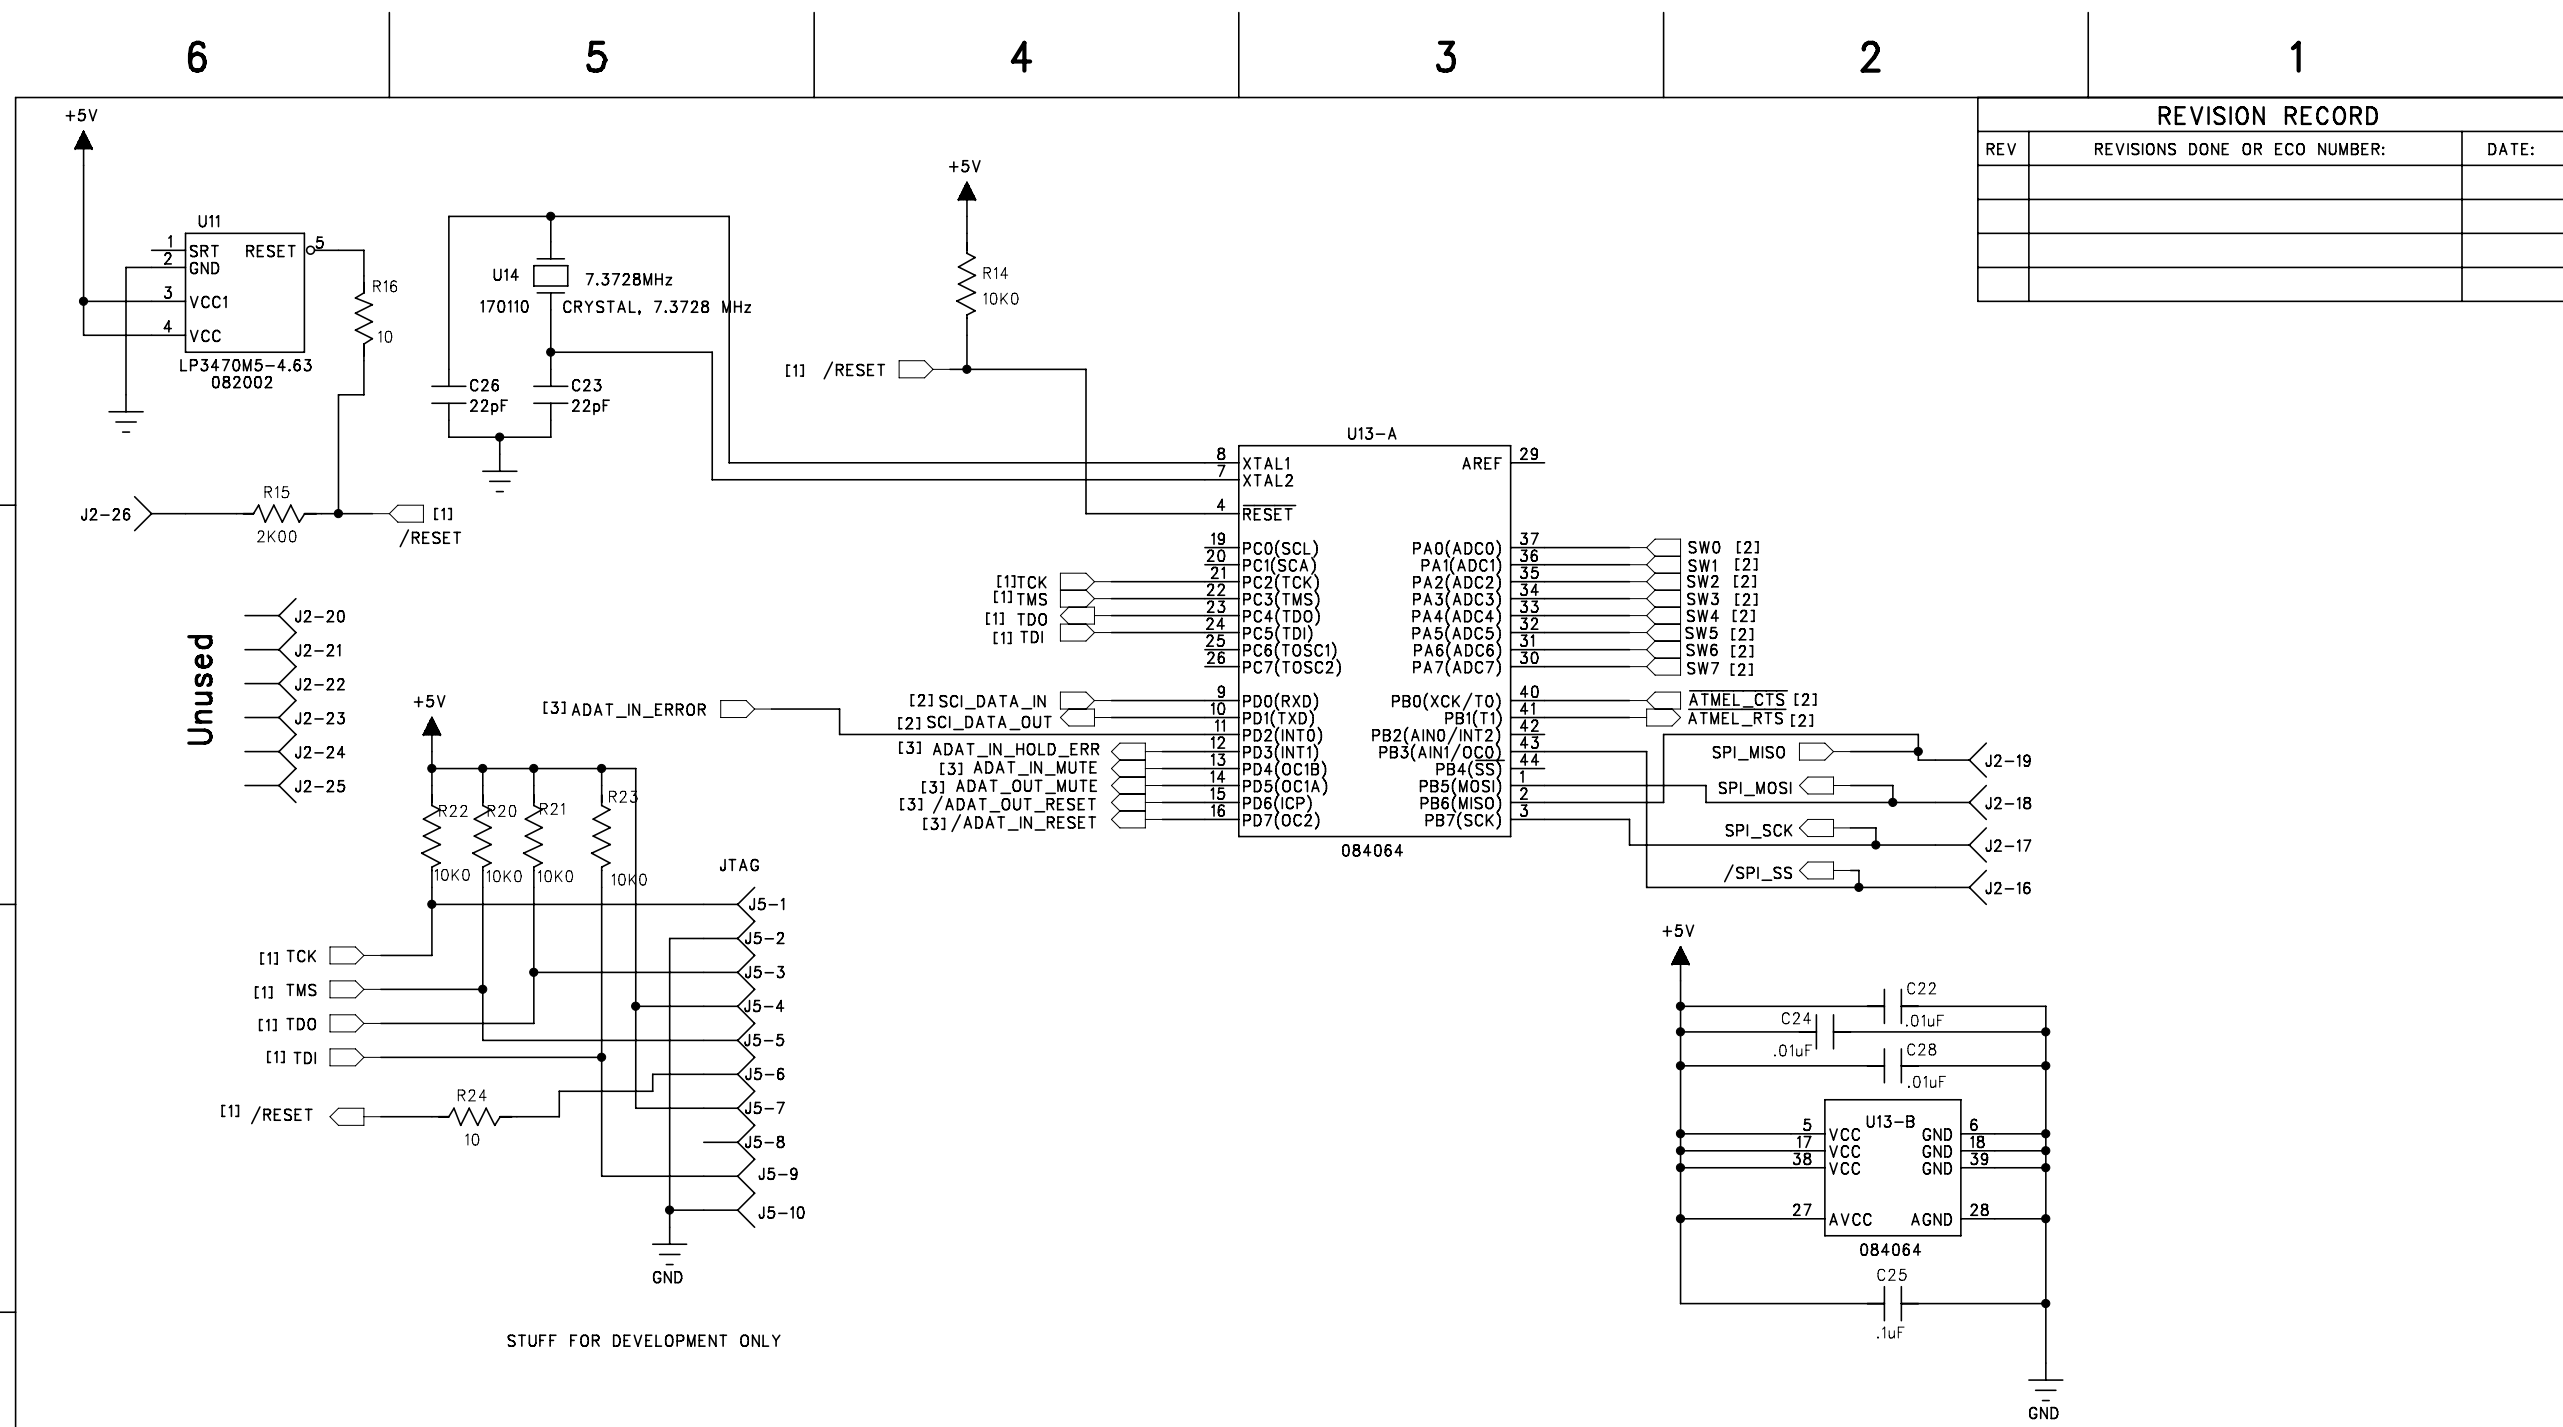 6 5 4 3 2 1
REVISION RECORD
REV REVISIONS DONE OR ECO NUMBER: DATE:
+5V
U11
1 SRT RESET 5
2 GND
3 VCC1
4 VCC
LP3470M5-4.63
082002
R16
10
J2-26
R15
2K00
[1]
/RESET
U14
7.3728MHz
170110 CRYSTAL, 7.3728 MHz
C26
22pF
C23
22pF
+5V
R14
10K0
[1] /RESET
Unused
J2-20
J2-21
J2-22
J2-23
J2-24
J2-25
U13-A
8 XTAL1
7 XTAL2
4 RESET
19 PC0(SCL)
20 PC1(SCA)
[1]TCK 21 PC2(TCK)
[1]TMS 22 PC3(TMS)
[1] TDO 23 PC4(TDO)
[1] TDI 24 PC5(TDI)
25 PC6(TOSC1)
26 PC7(TOSC2)
[3]ADAT_IN_ERROR
[2]SCI_DATA_IN 9 PD0(RXD)
[2]SCI_DATA_OUT 10 PD1(TXD)
11 PD2(INT0)
[3] ADAT_IN_HOLD_ERR 12 PD3(INT1)
[3] ADAT_IN_MUTE 13 PD4(OC1B)
[3] ADAT_OUT_MUTE 14 PD5(OC1A)
[3] /ADAT_OUT_RESET 15 PD6(ICP)
[3]/ADAT_IN_RESET 16 PD7(OC2)
AREF 29
PA0(ADC0) 37 SW0 [2]
PA1(ADC1) 36 SW1 [2]
PA2(ADC2) 35 SW2 [2]
PA3(ADC3) 34 SW3 [2]
PA4(ADC4) 33 SW4 [2]
PA5(ADC5) 32 SW5 [2]
PA6(ADC6) 31 SW6 [2]
PA7(ADC7) 30 SW7 [2]
PB0(XCK/T0) 40 ATMEL_CTS [2]
PB1(T1) 41 ATMEL_RTS [2]
PB2(AIN0/INT2) 42
PB3(AIN1/OC0) 43
PB4(SS) 44
PB5(MOSI) 1
PB6(MISO) 2
PB7(SCK) 3
084064
SPI_MISO J2-19
SPI_MOSI J2-18
SPI_SCK J2-17
/SPI_SS J2-16
+5V
R22 R20 R21 R23
10K0 10K0 10K0 10K0
JTAG
J5-1
J5-2
J5-3
J5-4
J5-5
J5-6
J5-7
J5-8
J5-9
J5-10
[1] TCK
[1] TMS
[1] TDO
[1] TDI
[1] /RESET
R24
10
GND
STUFF FOR DEVELOPMENT ONLY
+5V
C22
.01uF
C24
.01uF
C28
.01uF
U13-B
5 VCC GND 6
17 VCC GND 18
38 VCC GND 39
27 AVCC AGND 28
084064
C25
.1uF
GND